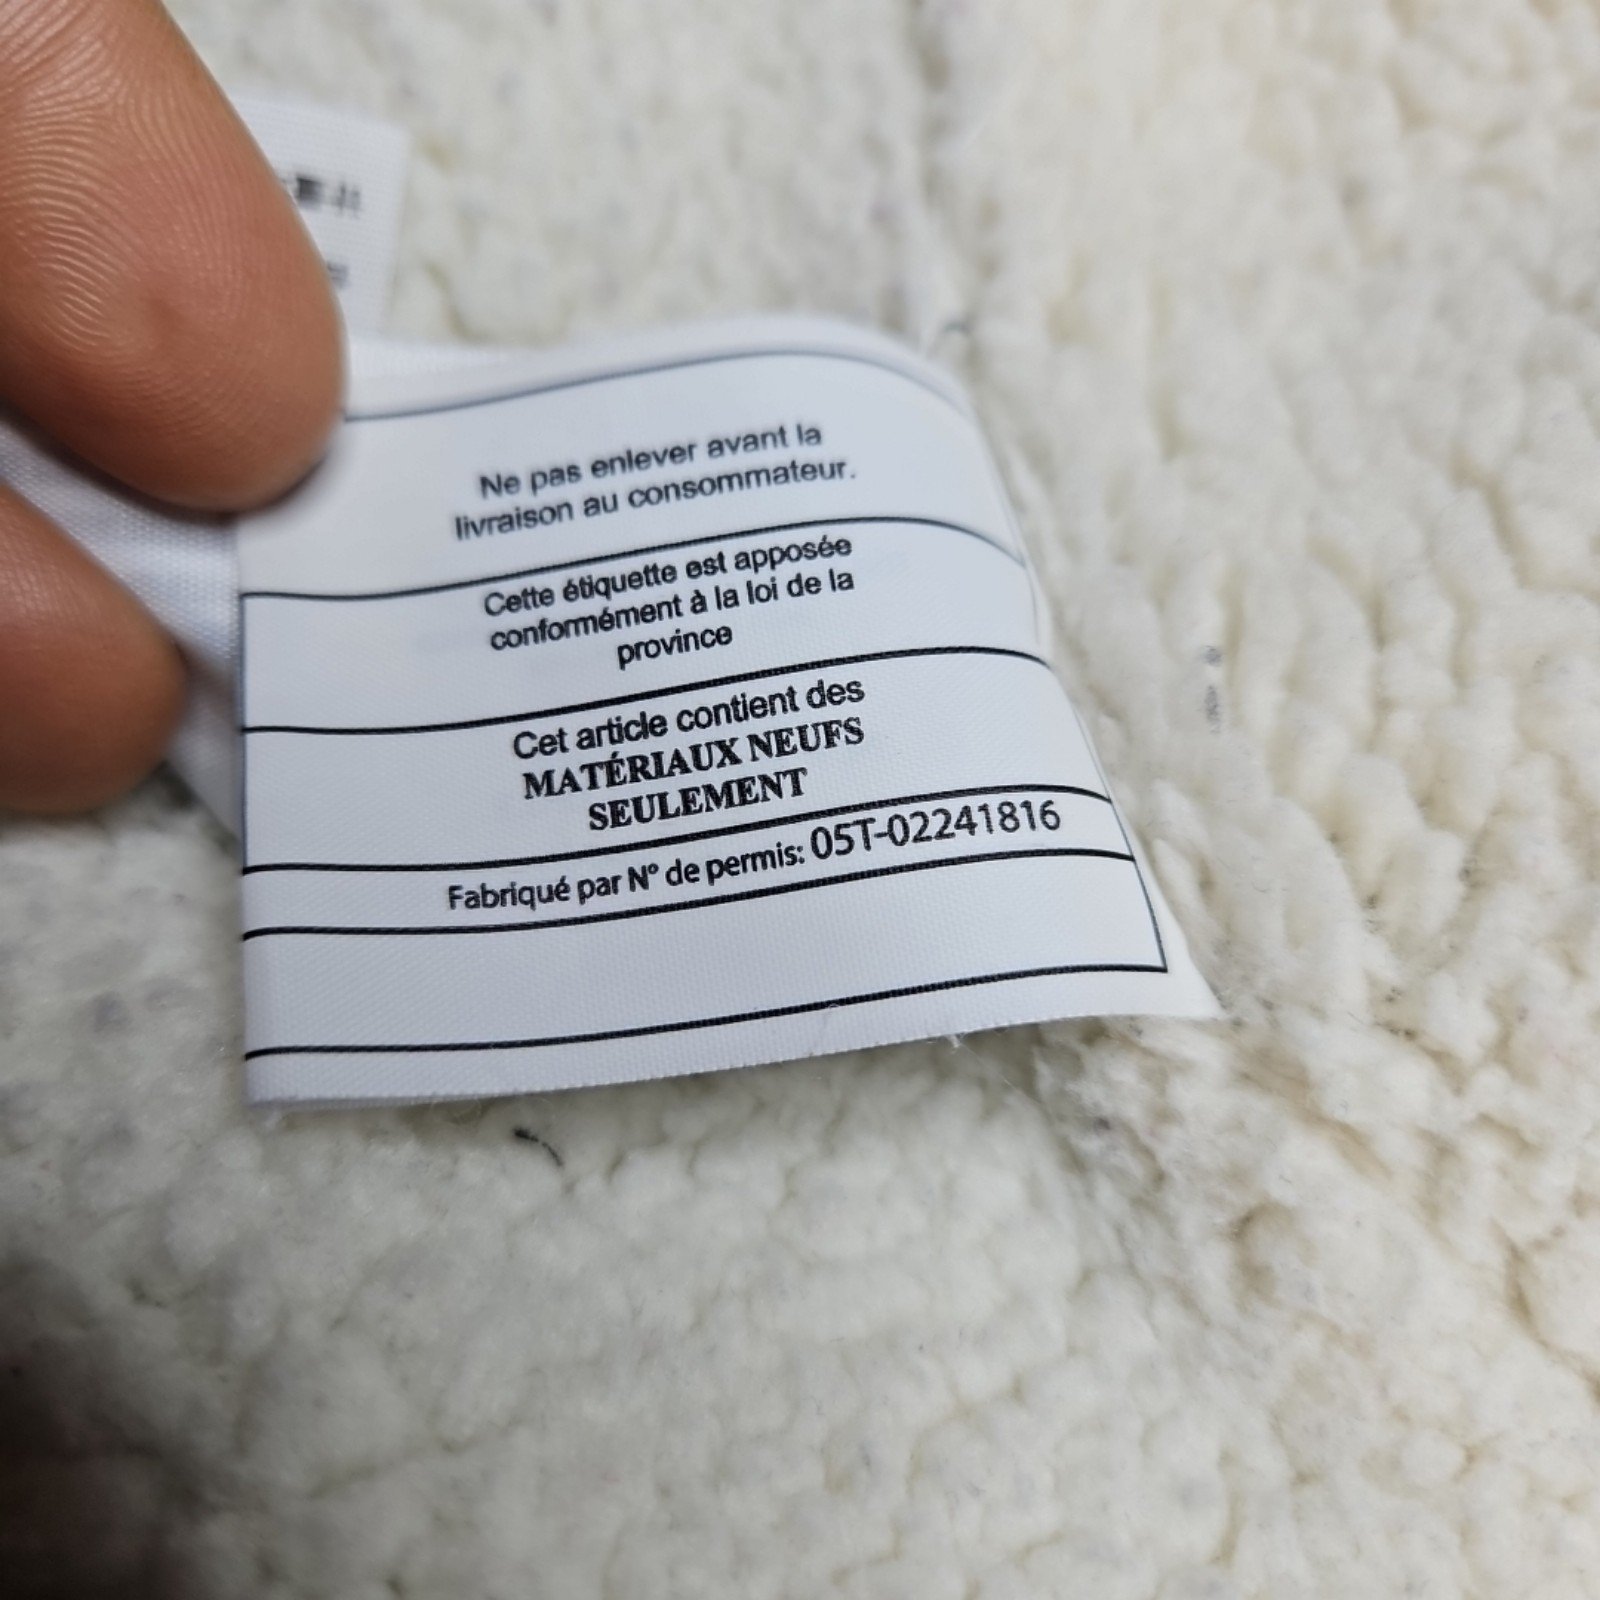 Ne pas enlever avant la
livraison au consommateur.
Cette étiquette est apposée
conformément à la loi de la
province
Cet article contient des
MATÉRIAUX NEUFS
SEULEMENT
Fabriqué par N° de permis: 05T-02241816